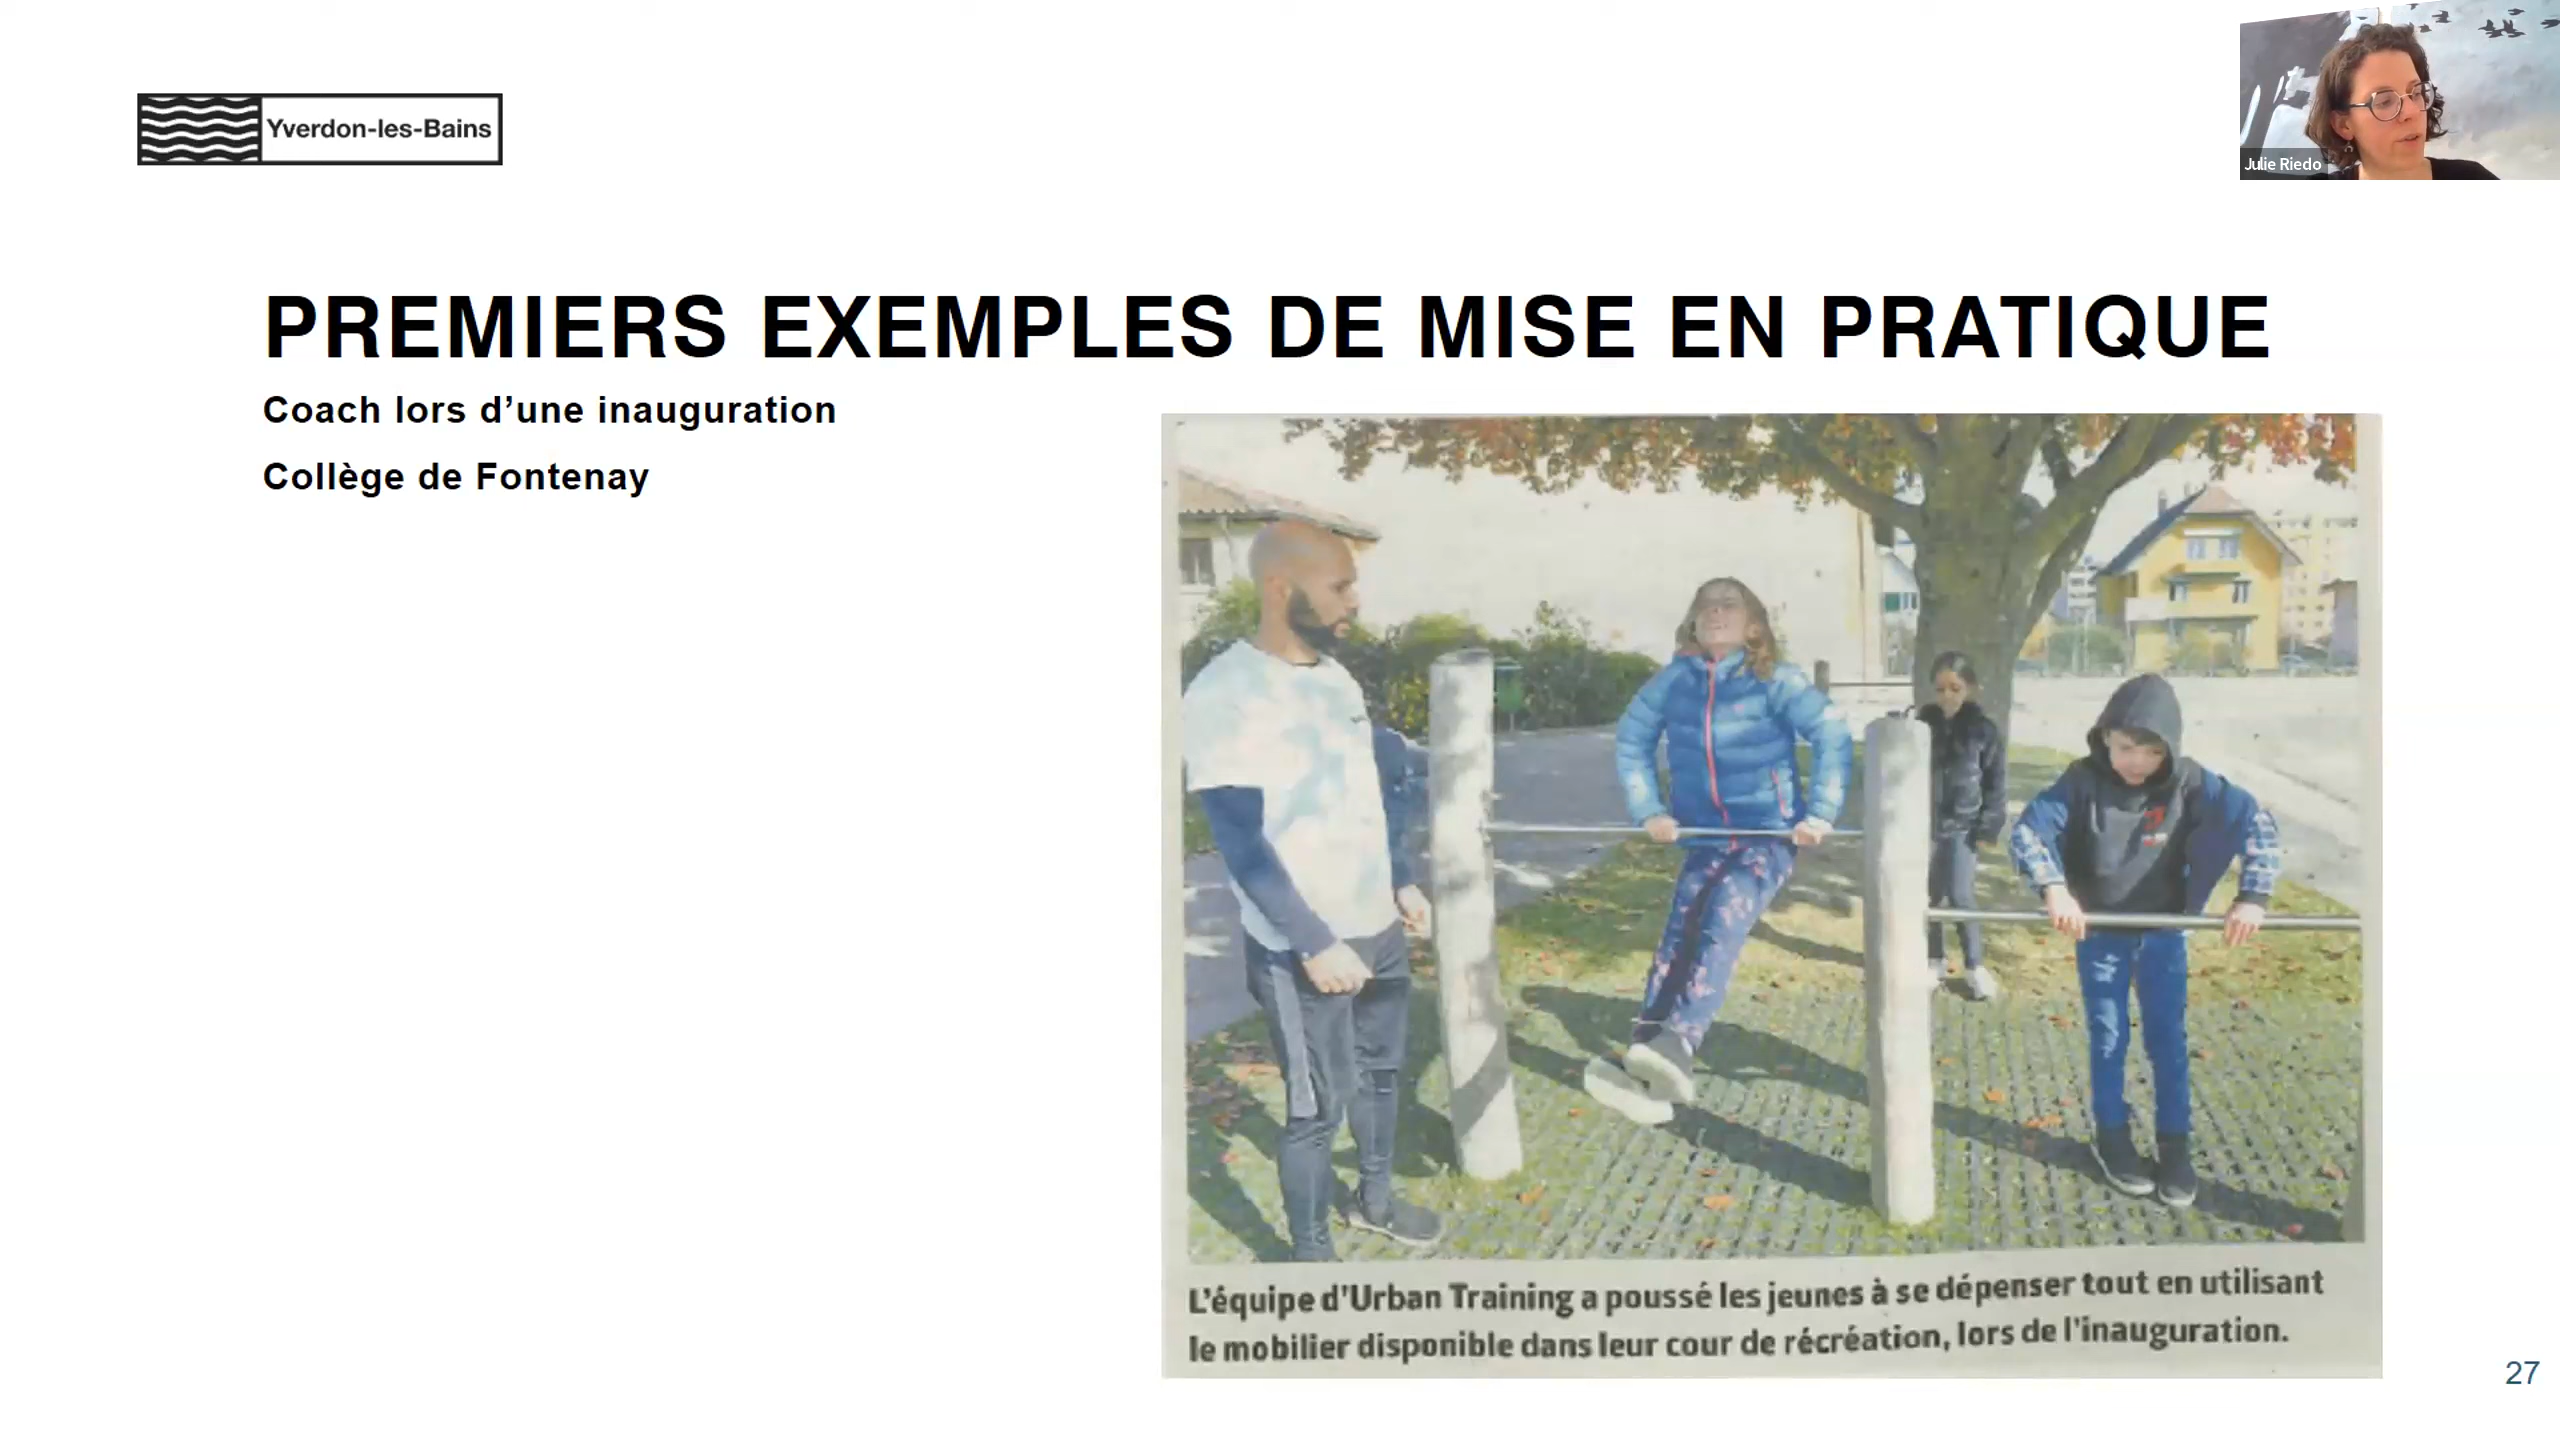 Yverdon-les-Bains
Julie Riedo
PREMIERS EXEMPLES DE MISE EN PRATIQUE
Coach lors d’une inauguration
Collège de Fontenay
L'équipe d'Urban Training a poussé les jeunes à se dépenser tout en utilisant
le mobilier disponible dans leur cour de récréation, lors de l'inauguration.
27